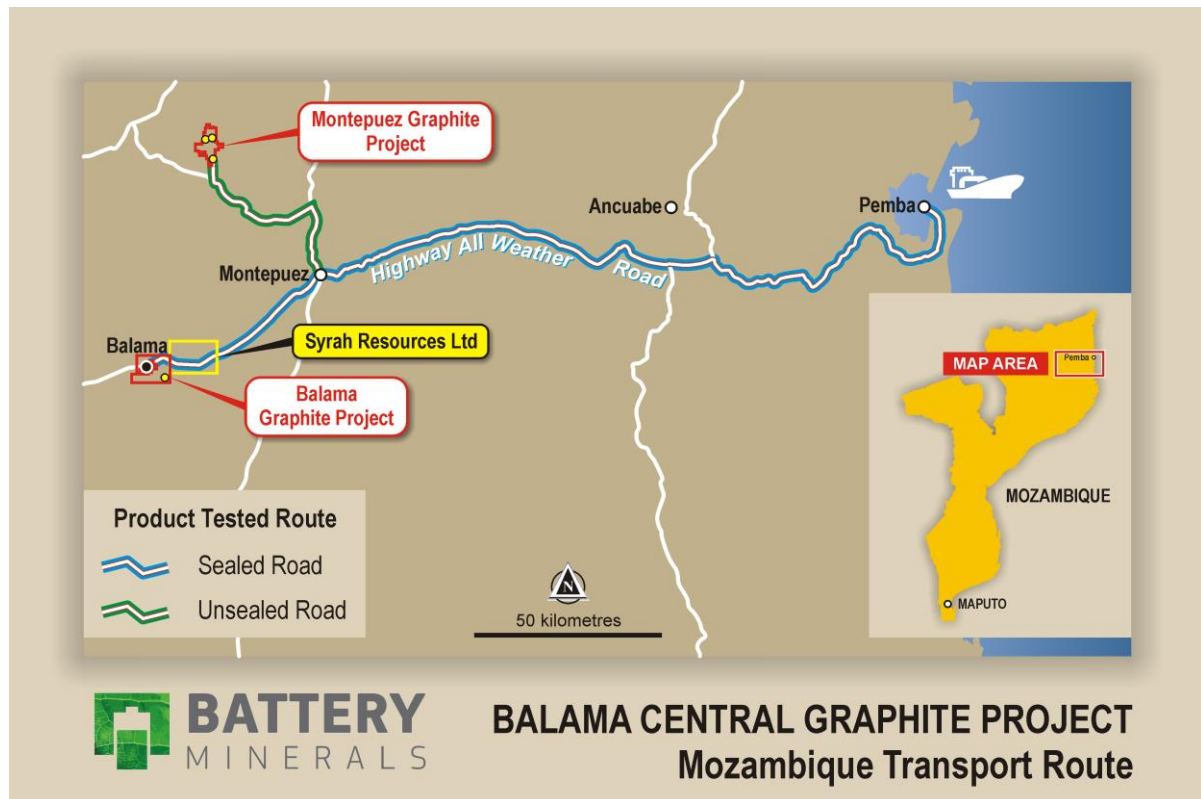 Montepuez Graphite
Project
Ancuabe
Pemba
Highway All Weather Road
Montepuez
Balama
Syrah Resources Ltd
Balama
Graphite Project
Pemba
MAP AREA
MOZAMBIQUE
MAPUTO
Product Tested Route
Sealed Road
Unsealed Road
N
50 kilometres
BATTERY
MINERALS
BALAMA CENTRAL GRAPHITE PROJECT
Mozambique Transport Route